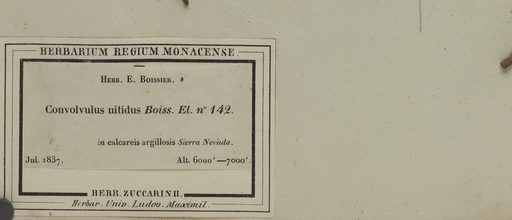 HERBARIUM REGIUM MONACENSE
HERB. E. BOISSIER.
Convolvulus nitidus Boiss. El. n° 142.
in calcareis argillosis Sierra Nevada.
Jul. 1837. Alt. 6000'—7000'.
HERB. ZUCCARINII.
Herbar. Univ. Ludov. Maximil.